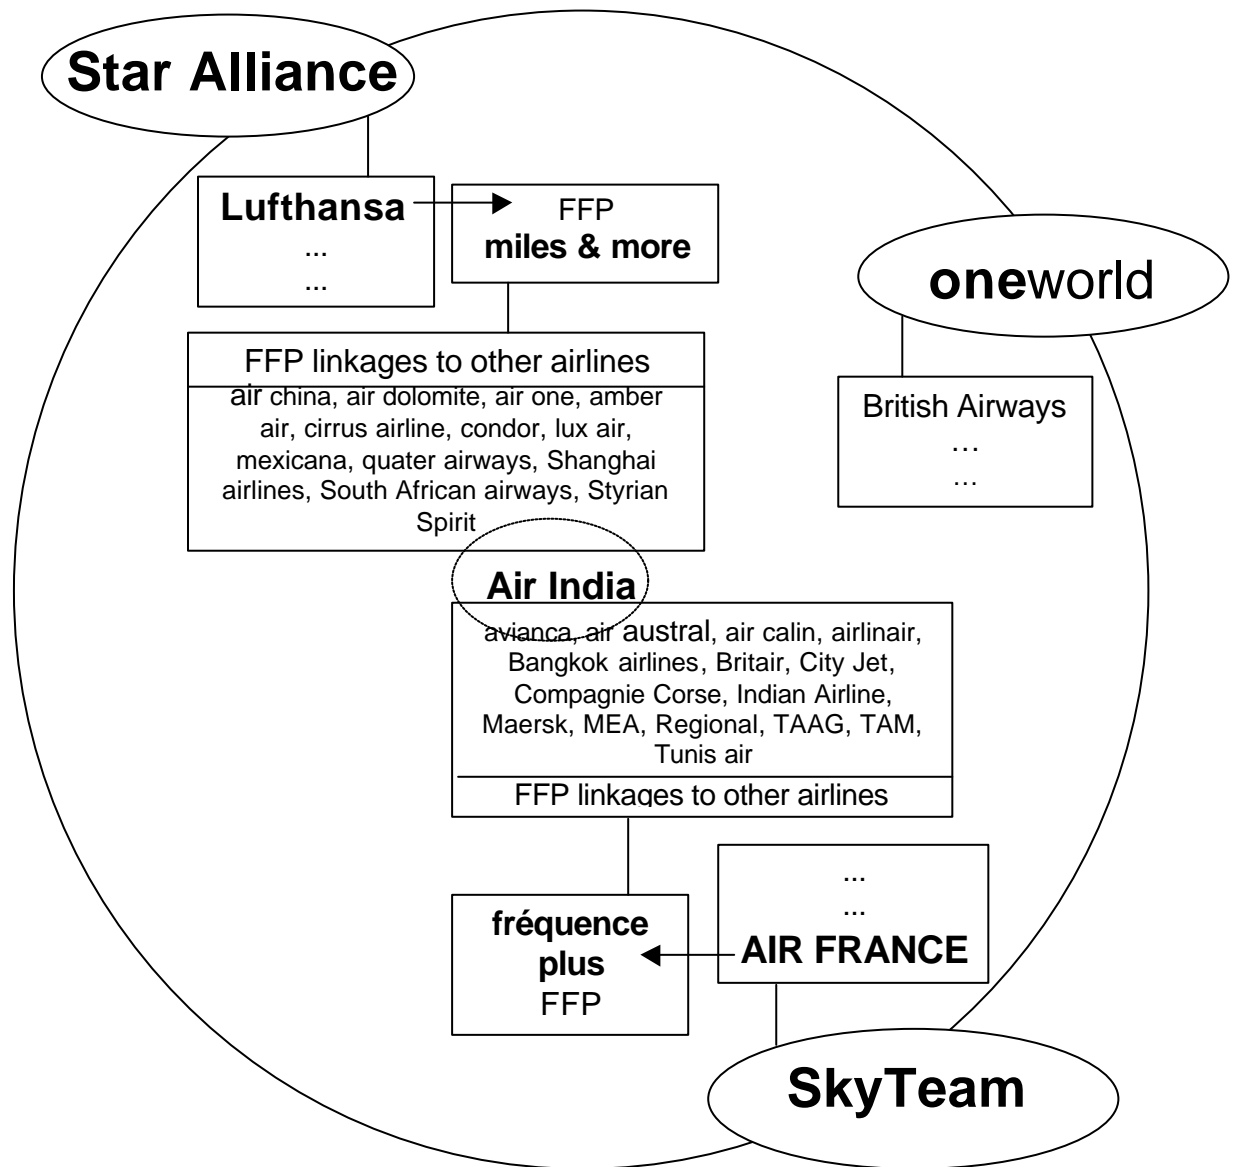 Star Alliance
Lufthansa
...
...
FFP
miles & more
oneworld
FFP linkages to other airlines
air china, air dolomite, air one, amber
air, cirrus airline, condor, lux air,
mexicana, quater airways, Shanghai
airlines, South African airways, Styrian
Spirit
British Airways
...
...
Air India
avianca, air austral, air calin, airlinair,
Bangkok airlines, Britair, City Jet,
Compagnie Corse, Indian Airline,
Maersk, MEA, Regional, TAAG, TAM,
Tunis air
FFP linkages to other airlines
fréquence
plus
FFP
...
...
AIR FRANCE
SkyTeam